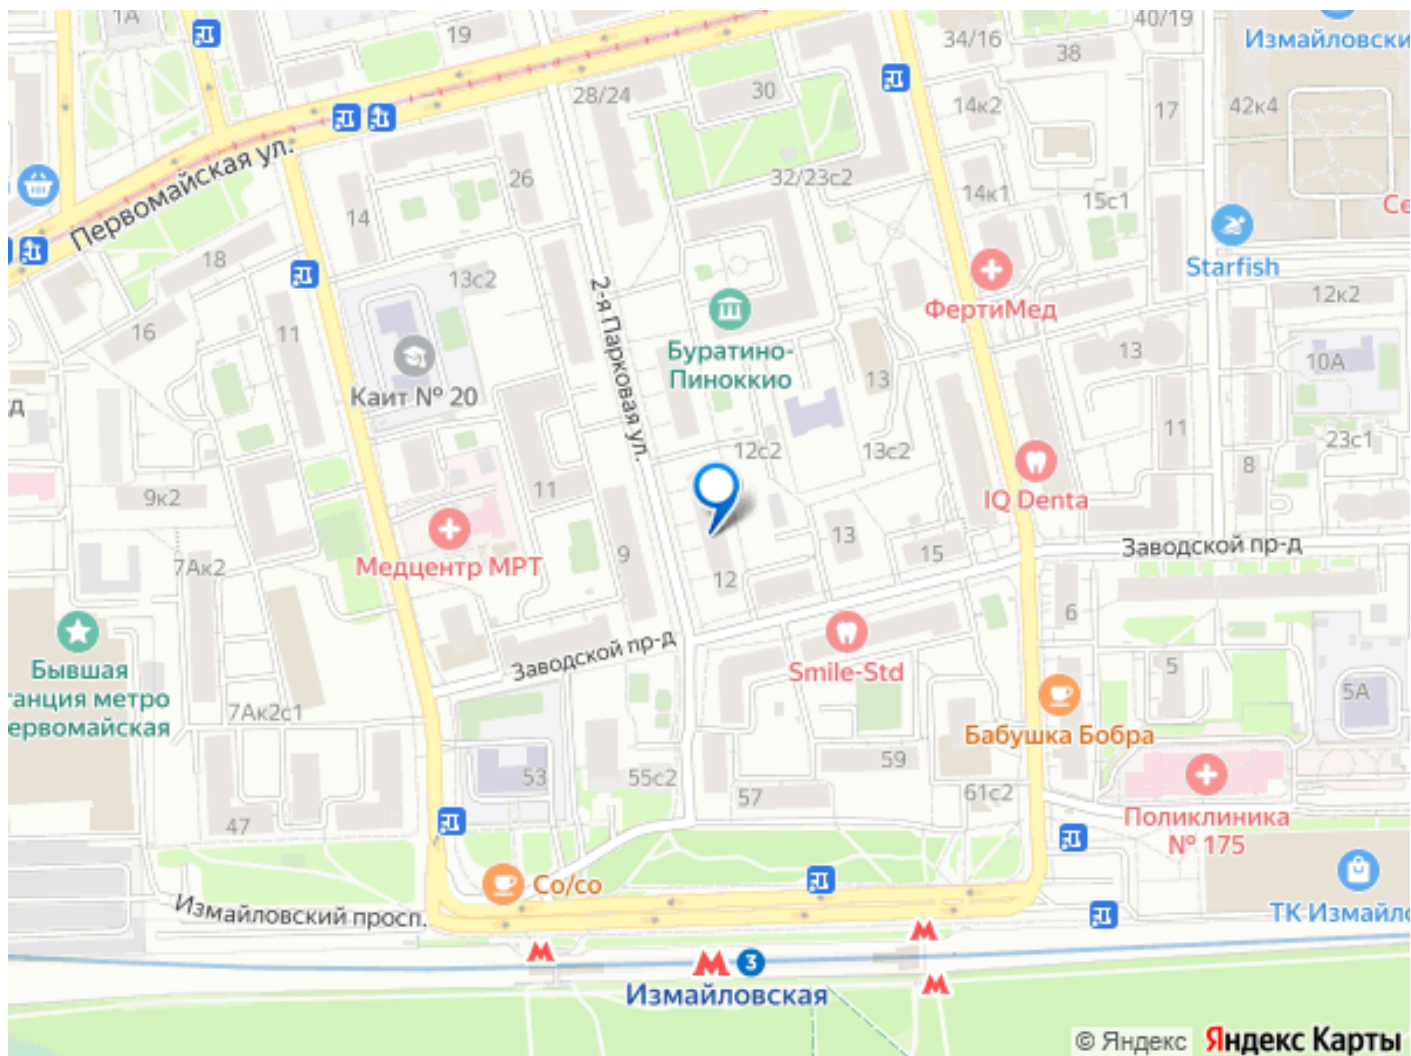 1А
19
40/19
34/16
38
Измайловски
28/24
30
14к2
17
42к4
Первомайская ул.
26
32/23с2
14к1
15с1
Се
14
Starfish
18
13с2
2-я Парковая ул.
ФертиМед
12к2
16
11
Буратино-
Пиноккио
13
13
10А
Каит № 20
д
12с2
13с2
11
23с1
8
9к2
11
IQ Denta
Медцентр МРТ
9
13
15
Заводской пр-д
7Ак2
12
6
Бывшая
танция метро
ервомайская
Заводской пр-д
Smile-Std
5
5А
7Ак2с1
Бабушка Бобра
53
55с2
59
57
61с2
47
Поликлиника
№ 175
Co/co
Измайловский просп.
ТК Измайло
М
М
М 3
М
Измайловская
© Яндекс Яндекс Карты